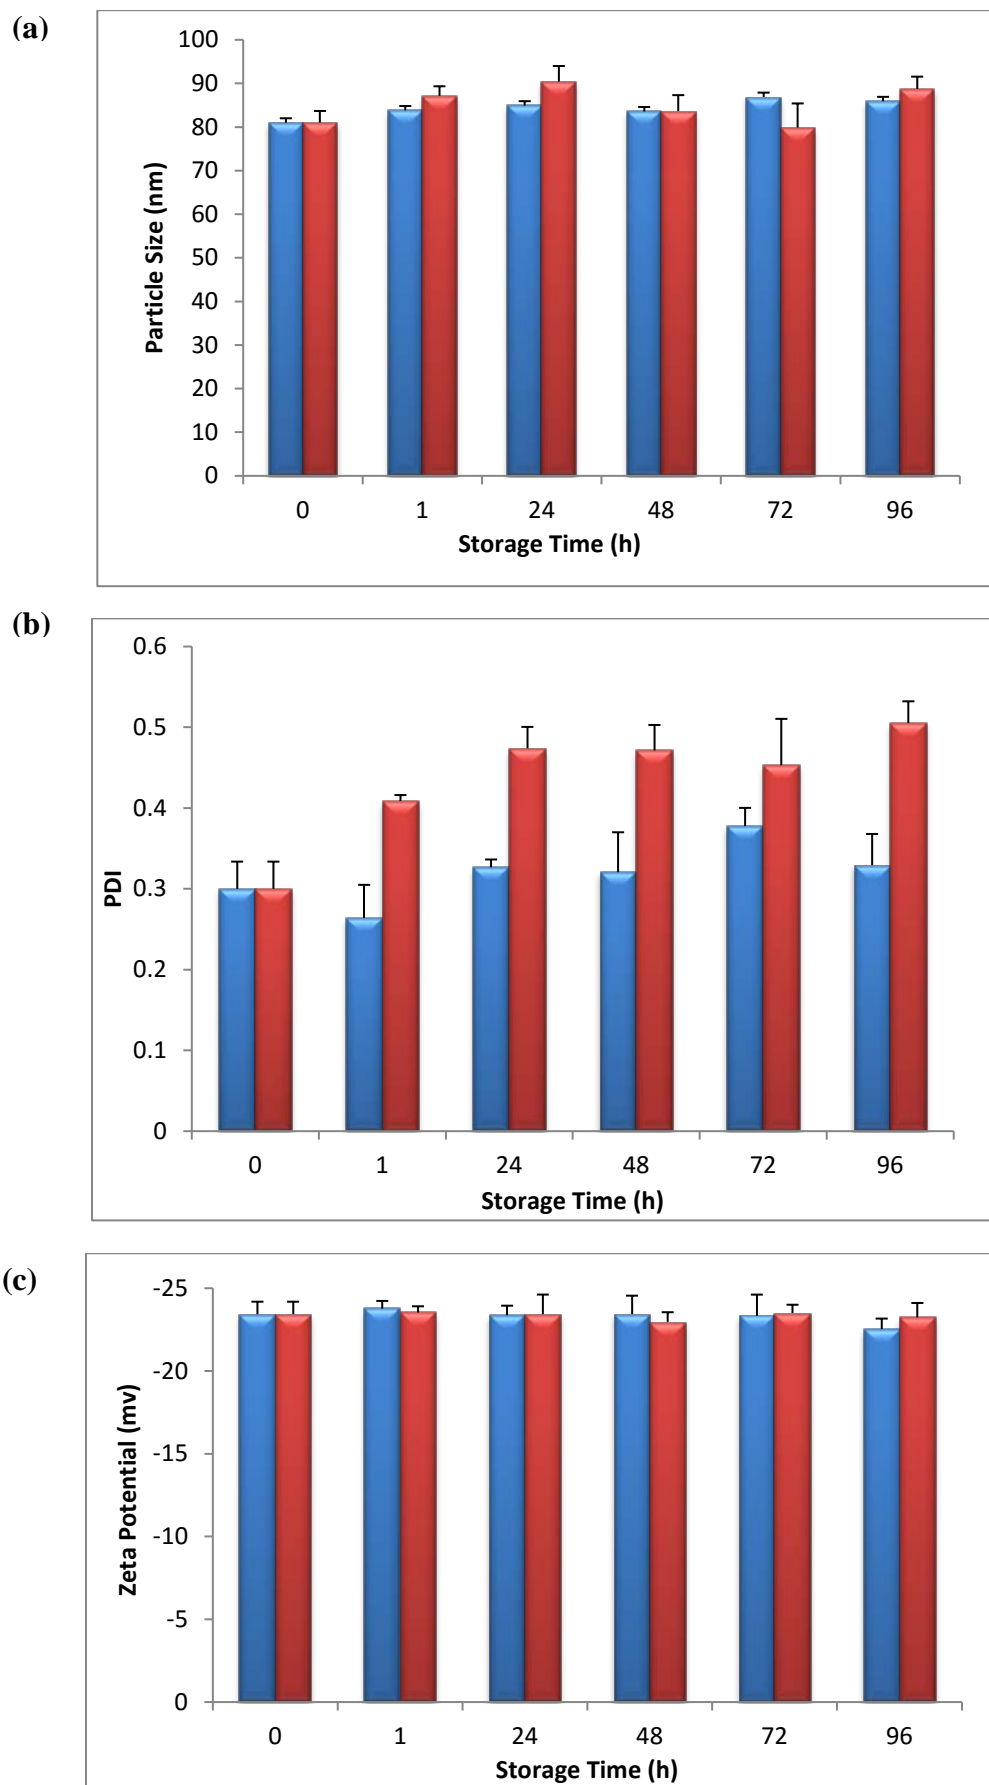 (a)
100
90
80
70
60
50
40
30
20
10
0
Particle Size (nm)
0 1 24 48 72 96
Storage Time (h)
(b)
0.6
0.5
0.4
0.3
0.2
0.1
0
PDI
0 1 24 48 72 96
Storage Time (h)
(c)
-25
-20
-15
-10
-5
0
Zeta Potential (mv)
0 1 24 48 72 96
Storage Time (h)